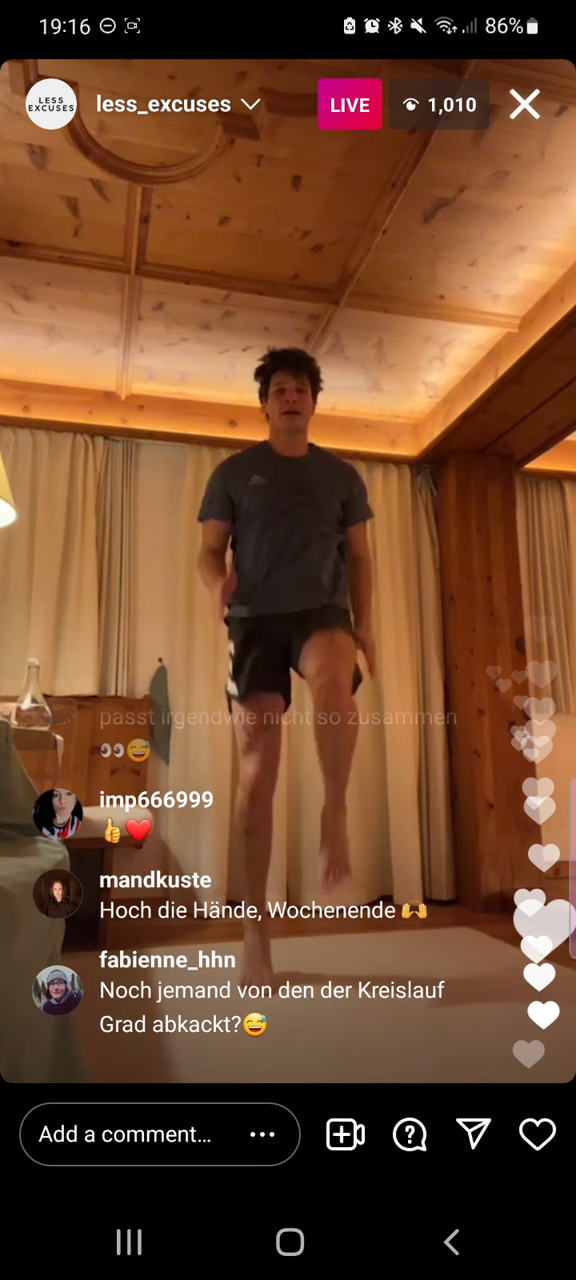 19:16
86%
LESS
EXCUSES
less_excuses
LIVE
1,010
passt irgendwie nicht so zusammen
👀😅
imp666999
👍❤️
mandkuste
Hoch die Hände, Wochenende 🙌
fabienne_hhn
Noch jemand von den der Kreislauf
Grad abkackt?😅
Add a comment...